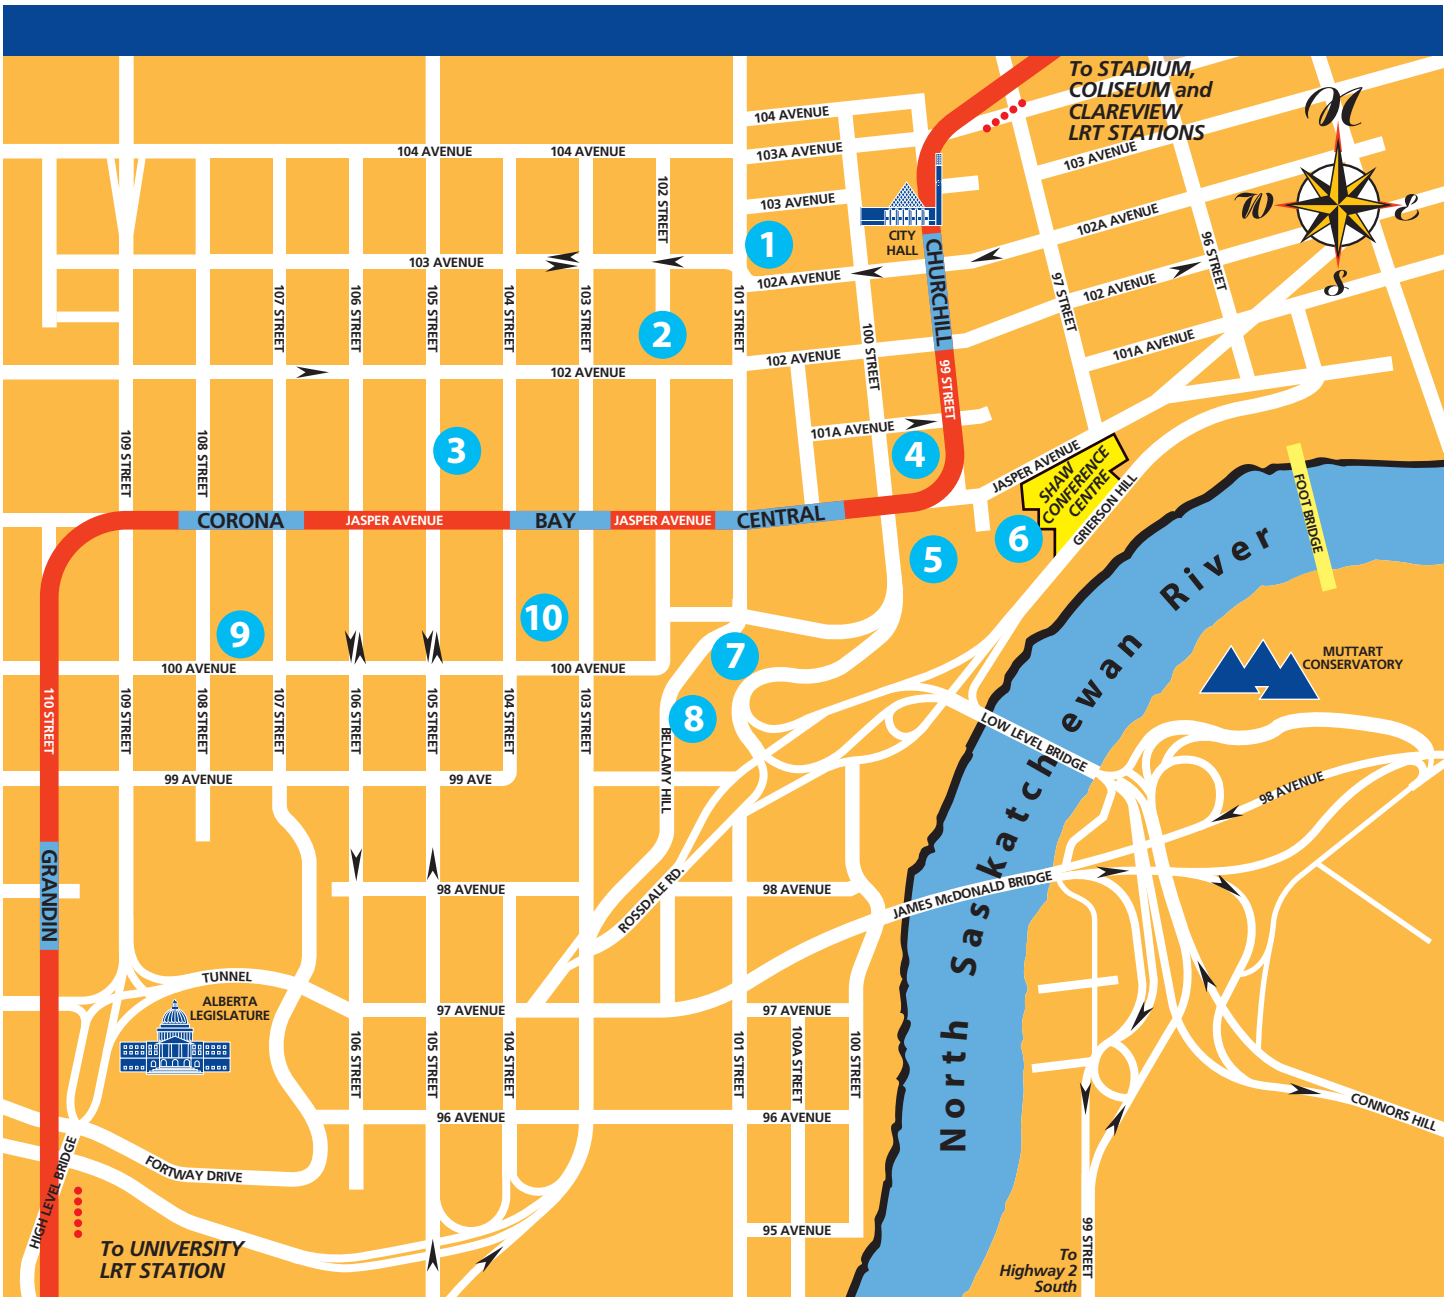 To STADIUM,
COLISEUM and
CLAREVIEW
LRT STATIONS
N
W
E
S
104 AVENUE
103A AVENUE
103 AVENUE
104 AVENUE
104 AVENUE
103 AVENUE
102 STREET
102A AVENUE
96 STREET
1
CITY
HALL
CHURCHILL
103 AVENUE
102A AVENUE
97 STREET
102 AVENUE
107 STREET
106 STREET
105 STREET
104 STREET
103 STREET
101 STREET
2
100 STREET
102 AVENUE
101A AVENUE
102 AVENUE
99 STREET
109 STREET
108 STREET
3
101A AVENUE
4
JASPER AVENUE
SHAW
CONFERENCE
CENTRE
GRIERSON HILL
FOOT BRIDGE
CORONA
JASPER AVENUE
BAY
JASPER AVENUE
CENTRAL
5
6
North Saskatchewan River
9
10
7
8
MUTTART
CONSERVATORY
100 AVENUE
100 AVENUE
110 STREET
109 STREET
108 STREET
107 STREET
106 STREET
105 STREET
104 STREET
103 STREET
BELLAMY HILL
LOW LEVEL BRIDGE
99 AVENUE
99 AVE
98 AVENUE
GRANDIN
98 AVENUE
ROSSDALE RD.
98 AVENUE
JAMES McDONALD BRIDGE
TUNNEL
ALBERTA
LEGISLATURE
97 AVENUE
97 AVENUE
106 STREET
105 STREET
104 STREET
101 STREET
100A STREET
100 STREET
96 AVENUE
96 AVENUE
CONNORS HILL
HIGH LEVEL BRIDGE
FORTWAY DRIVE
95 AVENUE
99 STREET
To UNIVERSITY
LRT STATION
To
Highway 2
South